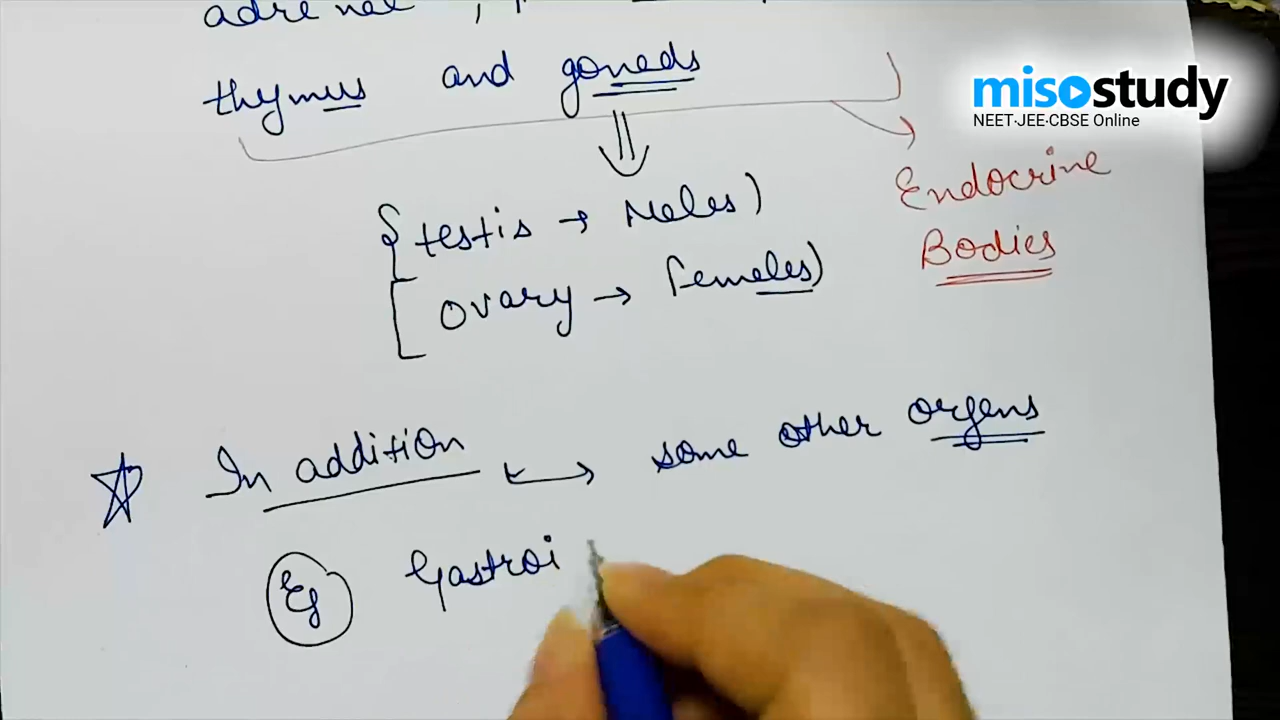 adrenal,
thymus and gonads
misostudy
NEET-JEE-CBSE Online
Endocrine
Bodies
{ testis → Males)
[ ovary → females)
In addition ↔ some other organs
Eg Gastroi